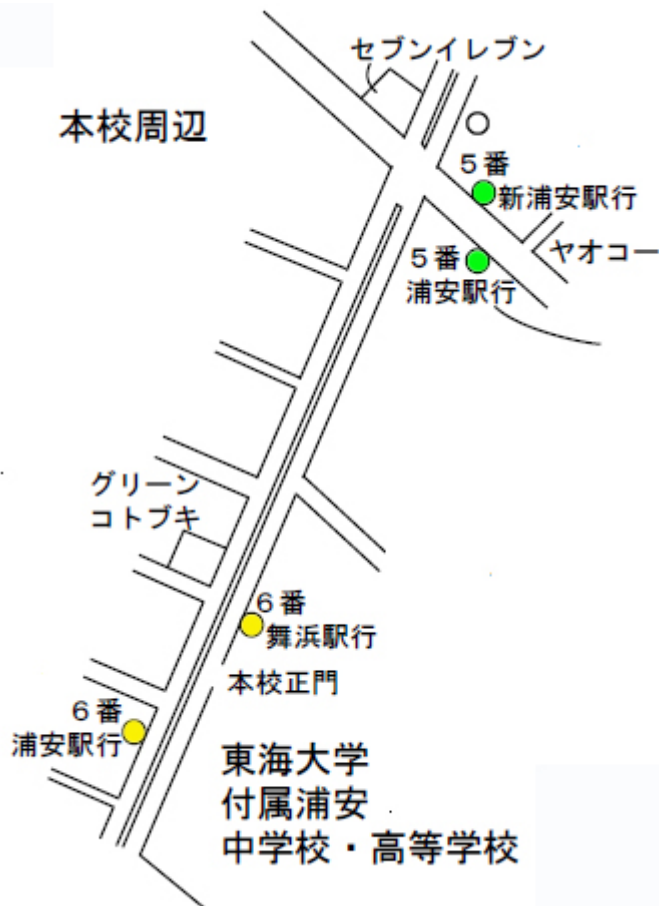 セブンイレブン
本校周辺
5番
新浦安駅行
ヤオコー
5番
浦安駅行
グリーン
コトブキ
6番
舞浜駅行
本校正門
6番
浦安駅行
東海大学
付属浦安
中学校・高等学校